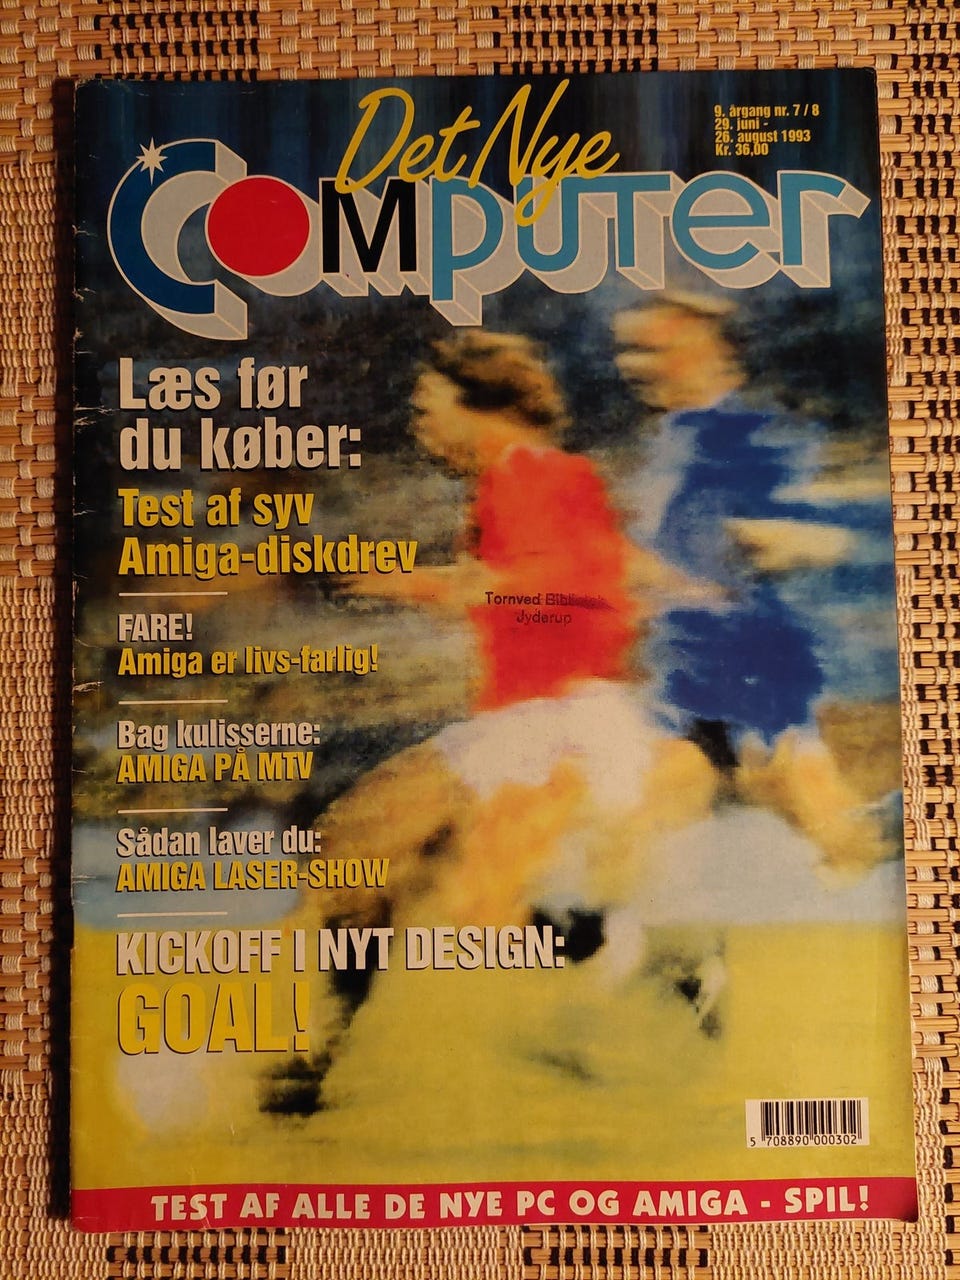 Det Nye
COMPUTER
9. årgang nr. 7 / 8
29. juni -
26. august 1993
Kr. 36,00
Læs før
du køber:
Test af syv
Amiga-diskdrev
FARE!
Amiga er livs-farlig!
Bag kulisserne:
AMIGA PÅ MTV
Sådan laver du:
AMIGA LASER-SHOW
KICKOFF I NYT DESIGN:
GOAL!
Tornved Bibliotek
Jyderup
5 708890 000302
TEST AF ALLE DE NYE PC OG AMIGA - SPIL!